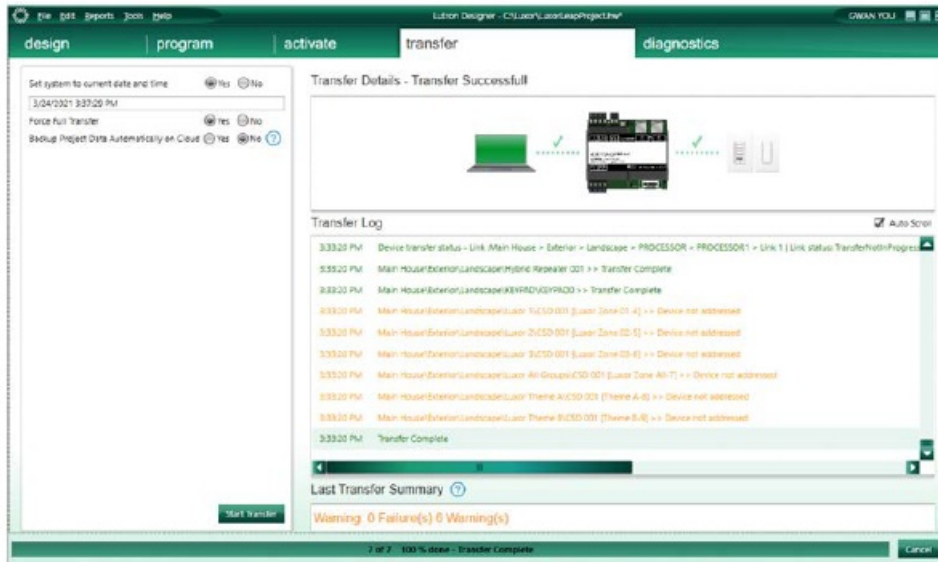 File Edit Reports Tools Help
Lutron Designer - C:\Luxor\LuxorLeapProject.hw*
GWAN YOU
design
program
activate
transfer
diagnostics
Set system to current date and time Yes No
3/24/2021 3:37:29 PM
Force Full Transfer Yes No
Backup Project Data Automatically on Cloud Yes No ?
Start Transfer
Transfer Details - Transfer Successful!
Transfer Log
Auto Scroll
3:33:20 PM Device transfer status - Link :Main House > Exterior > Landscape > PROCESSOR > PROCESSOR1 > Link 1 | Link status: TransferNotInProgress
3:33:20 PM Main House\Exterior\Landscape\Hybrid Repeater 001 >> Transfer Complete
3:33:20 PM Main House\Exterior\Landscape\KEYPAD\KEYPAD0 >> Transfer Complete
3:33:20 PM Main House\Exterior\Landscape\Luxor 1\CSD 001 [Luxor Zone 01-4] >> Device not addressed
3:33:20 PM Main House\Exterior\Landscape\Luxor 2\CSD 001 [Luxor Zone 02-5] >> Device not addressed
3:33:20 PM Main House\Exterior\Landscape\Luxor 3\CSD 001 [Luxor Zone 03-6] >> Device not addressed
3:33:20 PM Main House\Exterior\Landscape\Luxor All Groups\CSD 001 [Luxor Zone All-7] >> Device not addressed
3:33:20 PM Main House\Exterior\Landscape\Luxor Theme A\CSD 001 [Theme A-8] >> Device not addressed
3:33:20 PM Main House\Exterior\Landscape\Luxor Theme B\CSD 001 [Theme B-9] >> Device not addressed
3:33:20 PM Transfer Complete
Last Transfer Summary ?
Warning 0 Failure(s) 6 Warning(s)
7 of 7 100 % done - Transfer Complete
Cancel